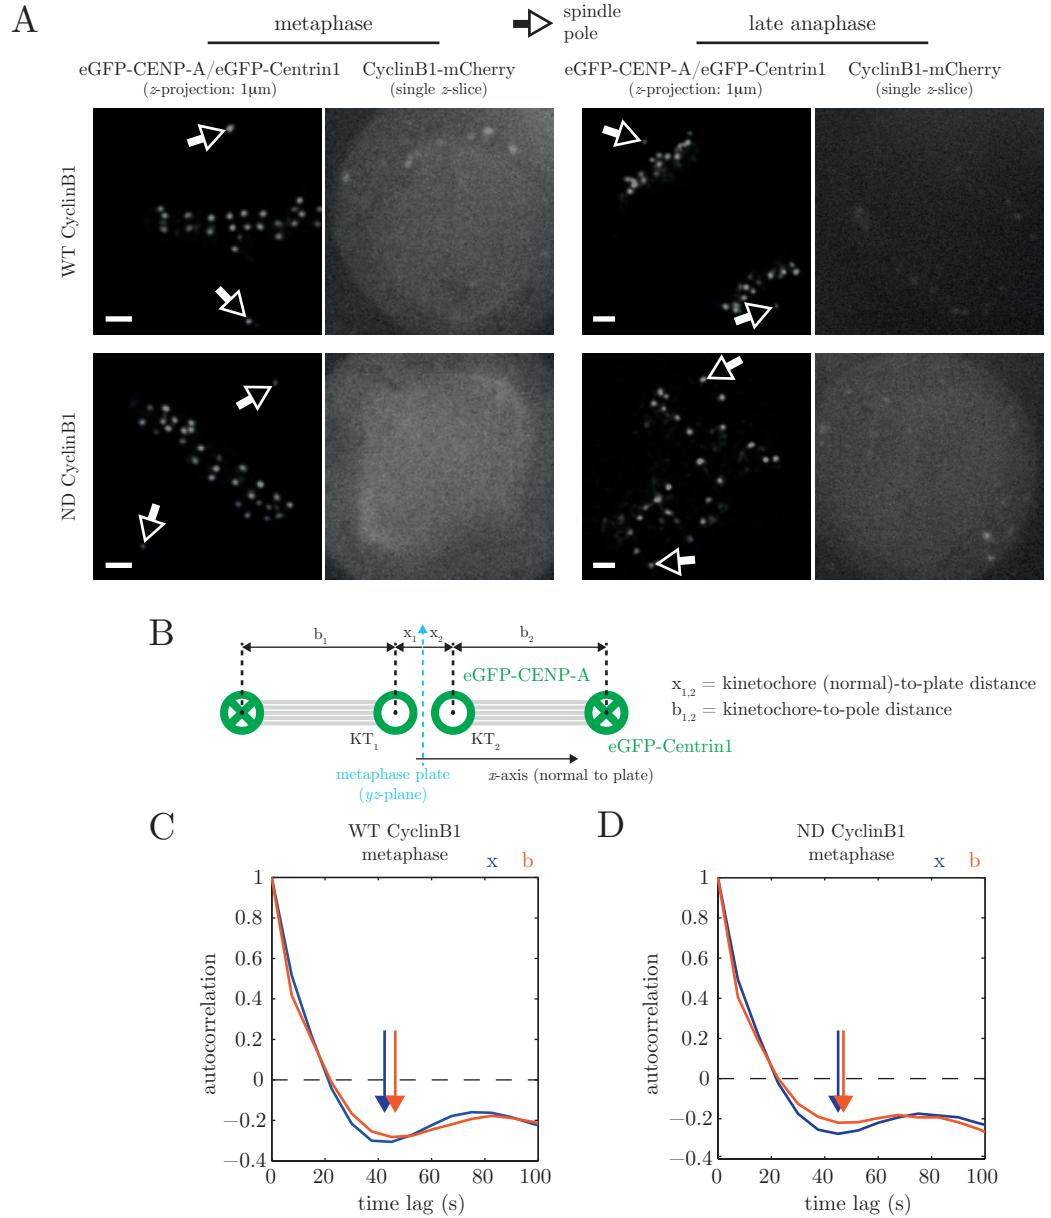 A
metaphase
spindle
pole
late anaphase
eGFP-CENP-A/eGFP-Centrin1
(z-projection: 1μm)
CyclinB1-mCherry
(single z-slice)
eGFP-CENP-A/eGFP-Centrin1
(z-projection: 1μm)
CyclinB1-mCherry
(single z-slice)
WT CyclinB1
ND CyclinB1
B
b1
x1
x2
b2
eGFP-CENP-A
x1,2 = kinetochore (normal)-to-plate distance
b1,2 = kinetochore-to-pole distance
KT1
KT2
eGFP-Centrin1
metaphase plate
(yz-plane)
x-axis (normal to plate)
C
WT CyclinB1
metaphase
x b
1
0.8
0.6
0.4
0.2
0
−0.2
−0.4
autocorrelation
0 20 40 60 80 100
time lag (s)
D
ND CyclinB1
metaphase
x b
1
0.8
0.6
0.4
0.2
0
−0.2
−0.4
autocorrelation
0 20 40 60 80 100
time lag (s)